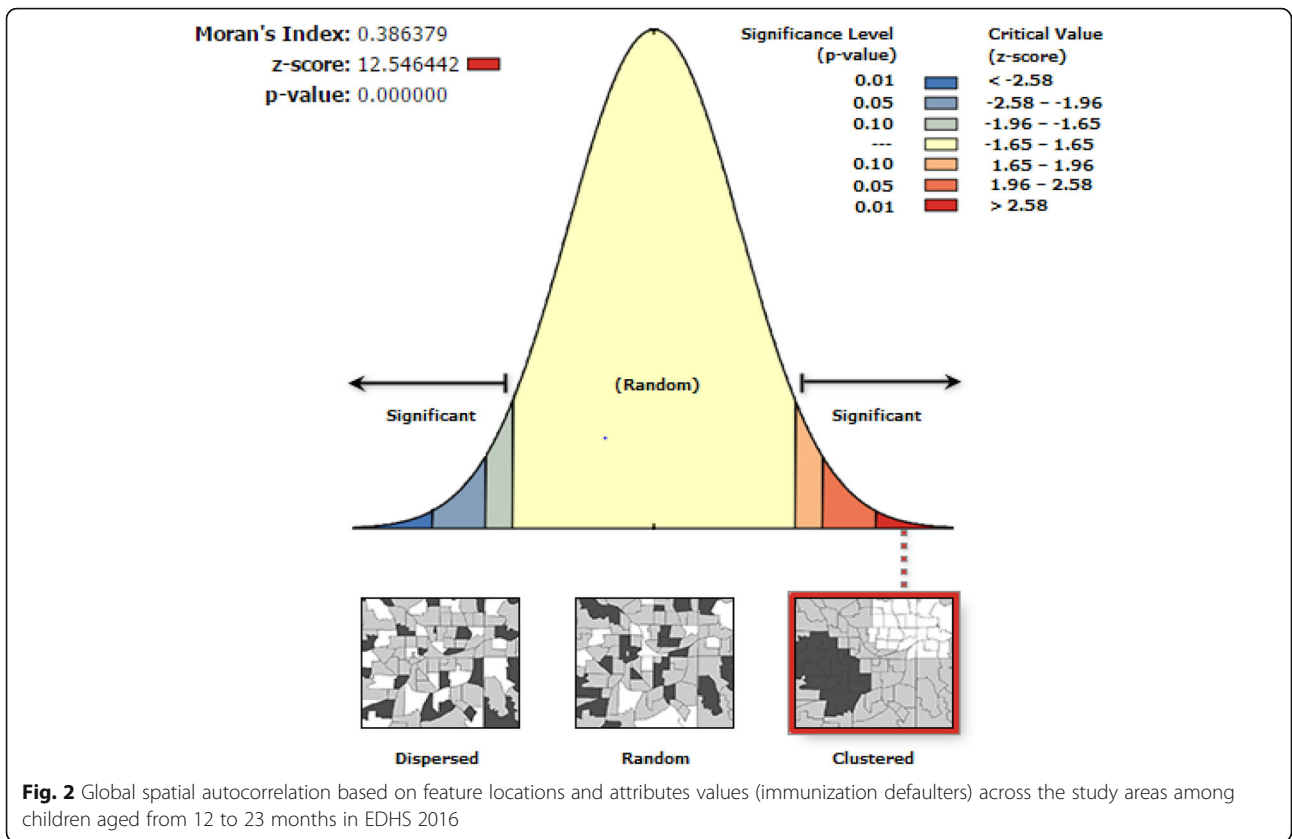 Moran's Index: 0.386379
z-score: 12.546442
p-value: 0.000000
Significance Level (p-value) Critical Value (z-score)
0.01 < -2.58
0.05 -2.58 – -1.96
0.10 -1.96 – -1.65
--- -1.65 – 1.65
0.10 1.65 – 1.96
0.05 1.96 – 2.58
0.01 > 2.58
(Random)
Significant
Significant
Dispersed
Random
Clustered
Fig. 2 Global spatial autocorrelation based on feature locations and attributes values (immunization defaulters) across the study areas among
children aged from 12 to 23 months in EDHS 2016